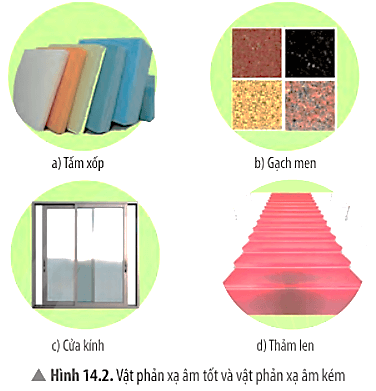 a) Tấm xốp
b) Gạch men
c) Cửa kính
d) Thảm len
▲ Hình 14.2. Vật phản xạ âm tốt và vật phản xạ âm kém